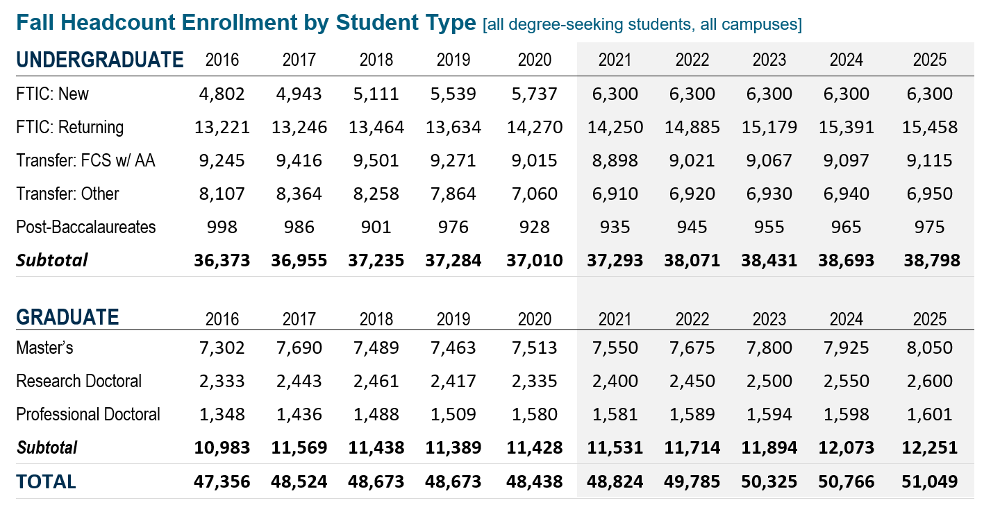 Fall Headcount Enrollment by Student Type [all degree-seeking students, all campuses]
UNDERGRADUATE 2016 2017 2018 2019 2020 2021 2022 2023 2024 2025
FTIC: New 4,802 4,943 5,111 5,539 5,737 6,300 6,300 6,300 6,300 6,300
FTIC: Returning 13,221 13,246 13,464 13,634 14,270 14,250 14,885 15,179 15,391 15,458
Transfer: FCS w/ AA 9,245 9,416 9,501 9,271 9,015 8,898 9,021 9,067 9,097 9,115
Transfer: Other 8,107 8,364 8,258 7,864 7,060 6,910 6,920 6,930 6,940 6,950
Post-Baccalaureates 998 986 901 976 928 935 945 955 965 975
Subtotal 36,373 36,955 37,235 37,284 37,010 37,293 38,071 38,431 38,693 38,798
GRADUATE 2016 2017 2018 2019 2020 2021 2022 2023 2024 2025
Master’s 7,302 7,690 7,489 7,463 7,513 7,550 7,675 7,800 7,925 8,050
Research Doctoral 2,333 2,443 2,461 2,417 2,335 2,400 2,450 2,500 2,550 2,600
Professional Doctoral 1,348 1,436 1,488 1,509 1,580 1,581 1,589 1,594 1,598 1,601
Subtotal 10,983 11,569 11,438 11,389 11,428 11,531 11,714 11,894 12,073 12,251
TOTAL 47,356 48,524 48,673 48,673 48,438 48,824 49,785 50,325 50,766 51,049